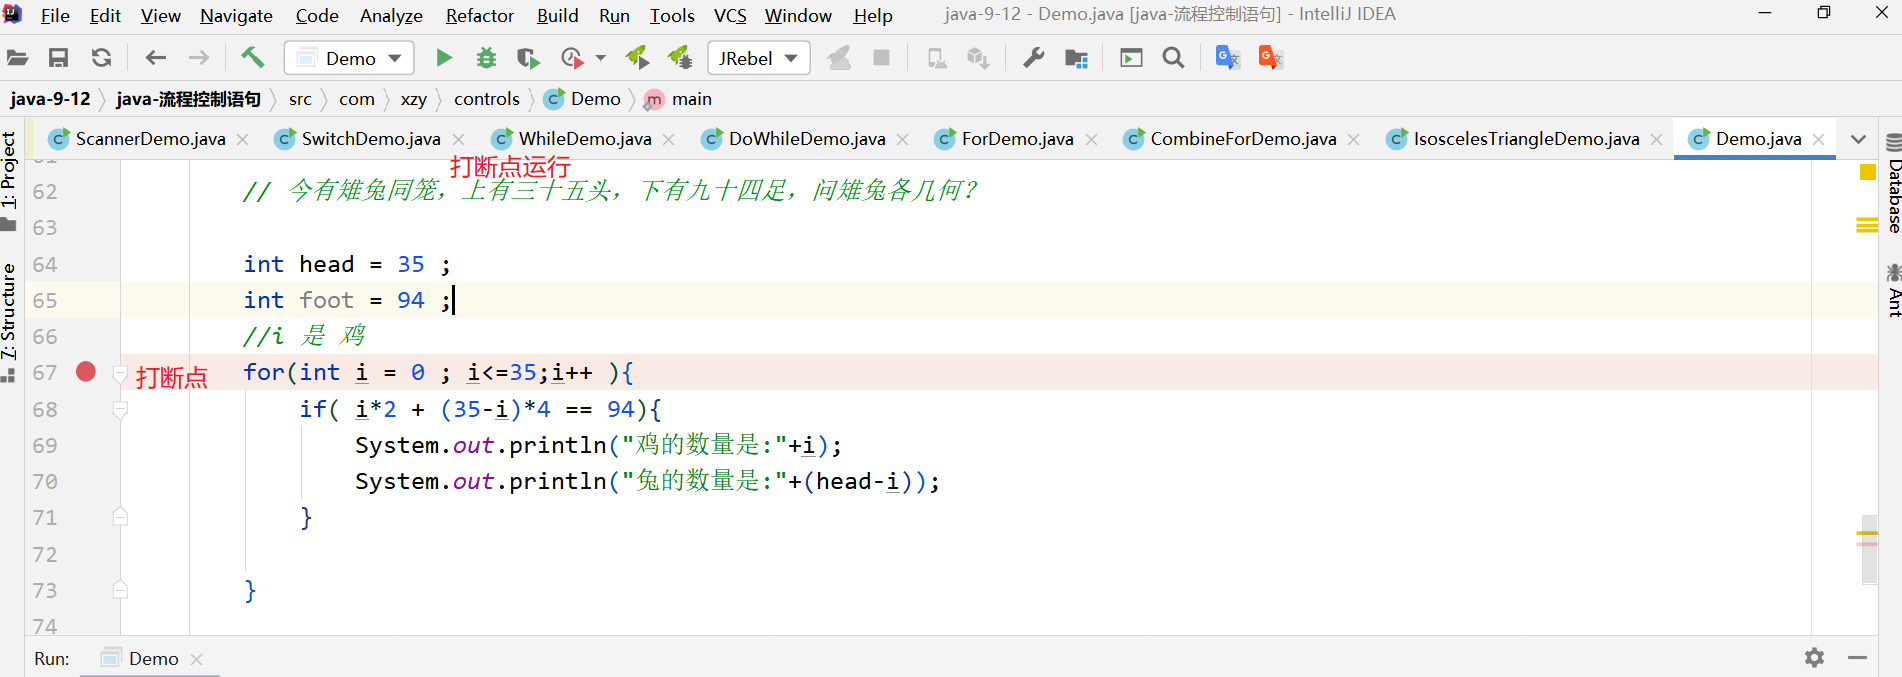 File Edit View Navigate Code Analyze Refactor Build Run Tools VCS Window Help java-9-12 - Demo.java [java-流程控制语句] - IntelliJ IDEA
Demo JRebel
java-9-12 java-流程控制语句 src com xzy controls Demo main
ScannerDemo.java SwitchDemo.java WhileDemo.java DoWhileDemo.java ForDemo.java CombineForDemo.java IsoscelesTriangleDemo.java Demo.java
打断点运行
61
62 // 今有雉兔同笼，上有三十五头，下有九十四足，问雉兔各几何？
63
64 int head = 35 ;
65 int foot = 94 ;
66 //i 是 鸡
67 打断点 for(int i = 0 ; i<=35;i++ ){
68 if( i*2 + (35-i)*4 == 94){
69 System.out.println("鸡的数量是:"+i);
70 System.out.println("兔的数量是:"+(head-i));
71 }
72
73 }
74
1: Project
7: Structure
Database
Ant
Run: Demo